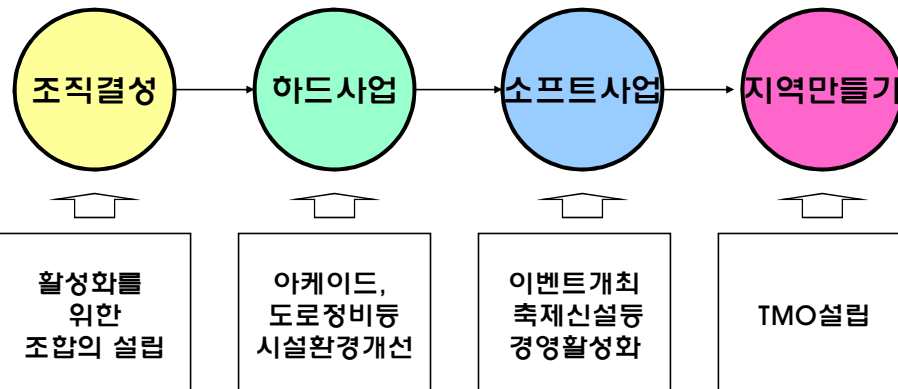 조직결성
하드사업
소프트사업
지역만들기
활성화를
위한
조합의 설립
아케이드,
도로정비등
시설환경개선
이벤트개최
축제신설등
경영활성화
TMO설립